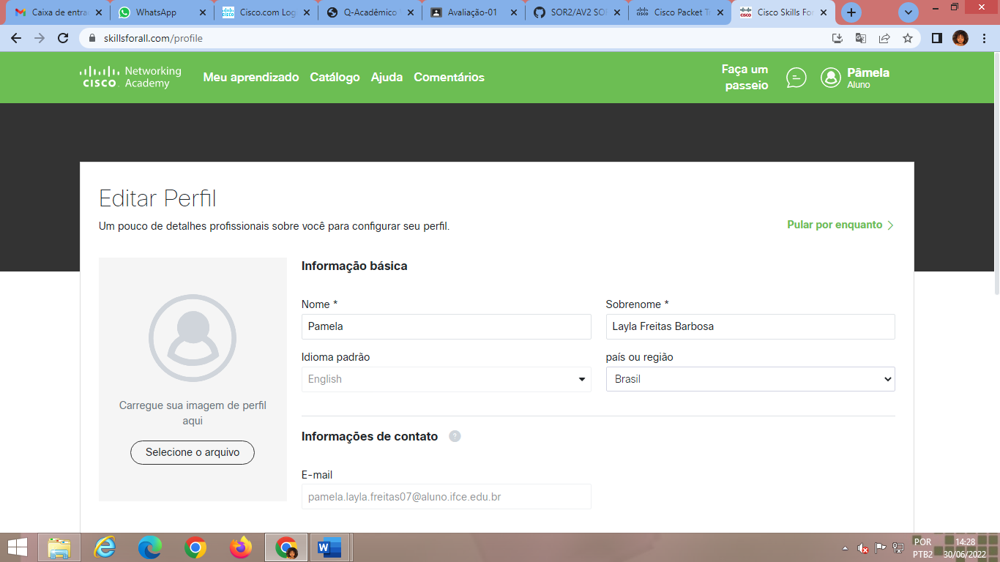 Caixa de entra
WhatsApp
Cisco.com Log
Q-Acadêmico
Avaliação-01
SOR2/AV2 SO
Cisco Packet Tr
Cisco Skills For
skillsforall.com/profile
CISCO Networking Academy
Meu aprendizado Catálogo Ajuda Comentários
Faça um
passeio
Pâmela
Aluno
Editar Perfil
Um pouco de detalhes profissionais sobre você para configurar seu perfil.
Pular por enquanto
Carregue sua imagem de perfil
aqui
Selecione o arquivo
Informação básica
Nome * Sobrenome *
Pamela Layla Freitas Barbosa
Idioma padrão país ou região
English Brasil
Informações de contato ?
E-mail
pamela.layla.freitas07@aluno.ifce.edu.br
POR 14:28
PTB2 30/06/2022